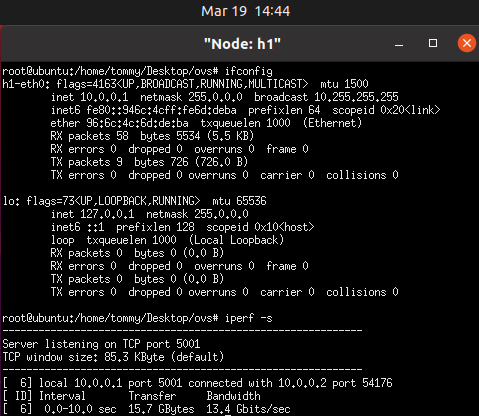 Mar 19 14:44
"Node: h1"
root@ubuntu:/home/tommy/Desktop/ovs# ifconfig
h1-eth0: flags=4163<UP,BROADCAST,RUNNING,MULTICAST>  mtu 1500
        inet 10.0.0.1  netmask 255.0.0.0  broadcast 10.255.255.255
        inet6 fe80::946c:4cff:fe6d:deba  prefixlen 64  scopeid 0x20<link>
        ether 96:6c:4c:6d:de:ba  txqueuelen 1000  (Ethernet)
        RX packets 58  bytes 5534 (5.5 KB)
        RX errors 0  dropped 0  overruns 0  frame 0
        TX packets 9  bytes 726 (726.0 B)
        TX errors 0  dropped 0 overruns 0  carrier 0  collisions 0
lo: flags=73<UP,LOOPBACK,RUNNING>  mtu 65536
        inet 127.0.0.1  netmask 255.0.0.0
        inet6 ::1  prefixlen 128  scopeid 0x10<host>
        loop  txqueuelen 1000  (Local Loopback)
        RX packets 0  bytes 0 (0.0 B)
        RX errors 0  dropped 0  overruns 0  frame 0
        TX packets 0  bytes 0 (0.0 B)
        TX errors 0  dropped 0 overruns 0  carrier 0  collisions 0
root@ubuntu:/home/tommy/Desktop/ovs# iperf -s
------------------------------------------------------------
Server listening on TCP port 5001
TCP window size: 85.3 KByte (default)
------------------------------------------------------------
[  6] local 10.0.0.1 port 5001 connected with 10.0.0.2 port 54176
[ ID] Interval       Transfer     Bandwidth
[  6]  0.0-10.0 sec  15.7 GBytes  13.4 Gbits/sec